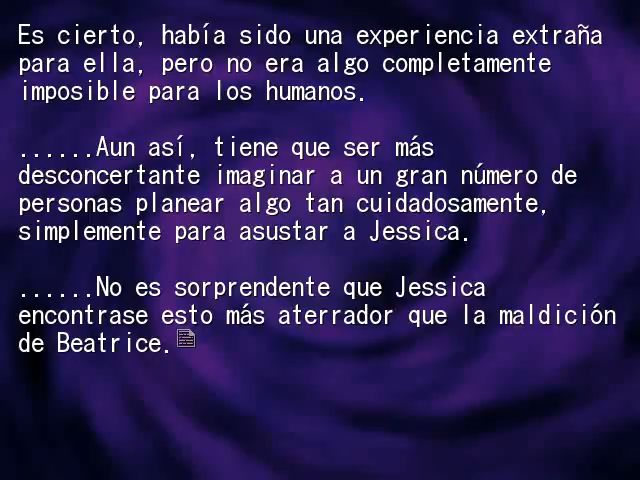 Es cierto, había sido una experiencia extraña
para ella, pero no era algo completamente
imposible para los humanos.
......Aun así, tiene que ser más
desconcertante imaginar a un gran número de
personas planear algo tan cuidadosamente,
simplemente para asustar a Jessica.
......No es sorprendente que Jessica
encontrase esto más aterrador que la maldición
de Beatrice.